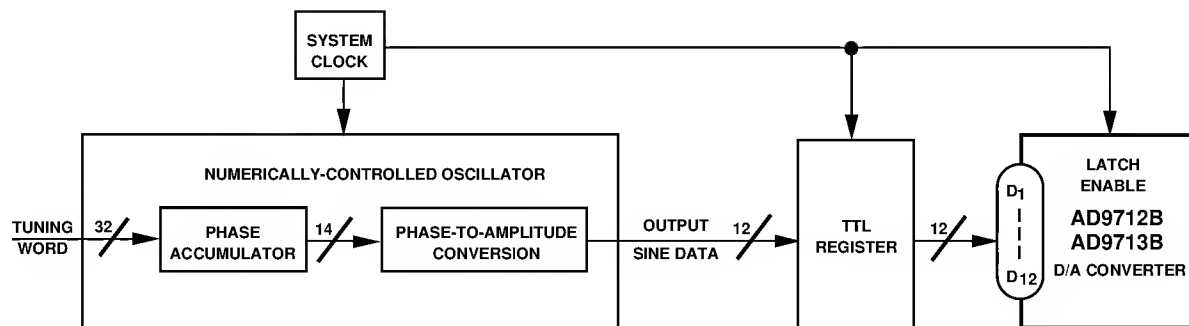 SYSTEM
CLOCK
NUMERICALLY-CONTROLLED OSCILLATOR
TUNING
WORD
32
PHASE
ACCUMULATOR
14
PHASE-TO-AMPLITUDE
CONVERSION
OUTPUT
SINE DATA
12
TTL
REGISTER
12
D1
D12
LATCH
ENABLE
AD9712B
AD9713B
D/A CONVERTER